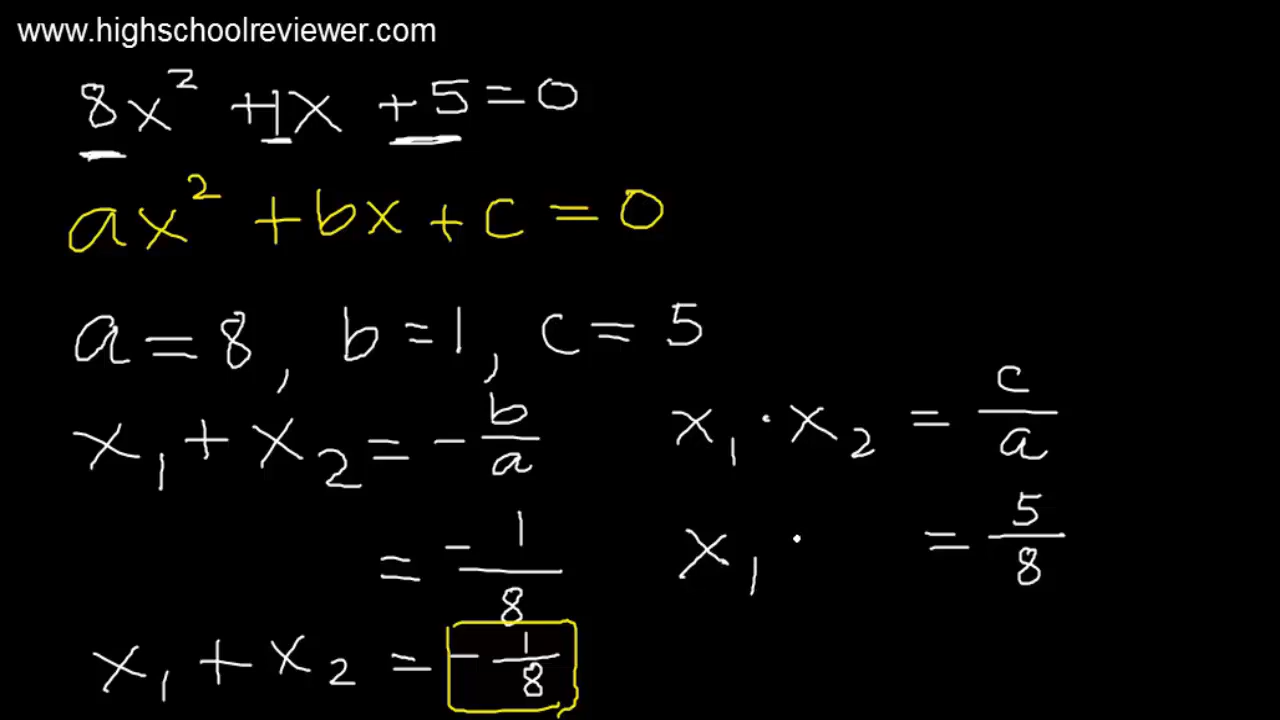 www.highschoolreviewer.com
8x² +1x +5=0
ax² +bx+c=0
a=8, b=1, c=5
x₁+x₂=-b/a
x₁·x₂=c/a
=-1/8
x₁· =5/8
x₁+x₂=-1/8